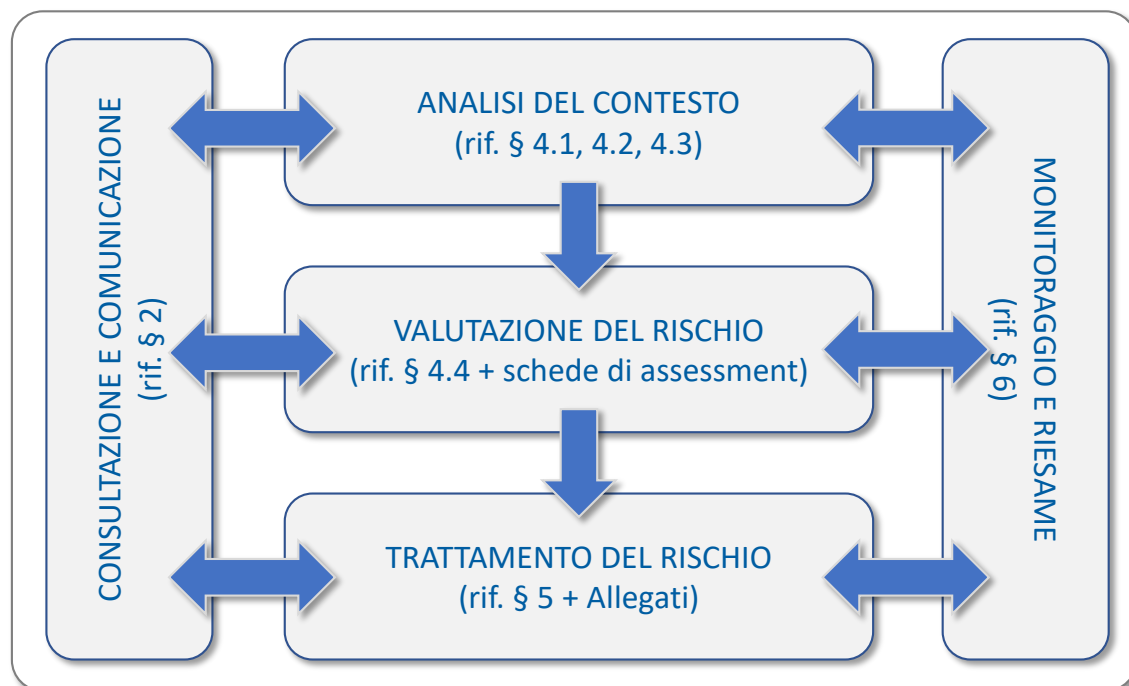 CONSULTAZIONE E COMUNICAZIONE
(rif. § 2)
ANALISI DEL CONTESTO
(rif. § 4.1, 4.2, 4.3)
VALUTAZIONE DEL RISCHIO
(rif. § 4.4 + schede di assessment)
TRATTAMENTO DEL RISCHIO
(rif. § 5 + Allegati)
MONITORAGGIO E RIESAME
(rif. § 6)